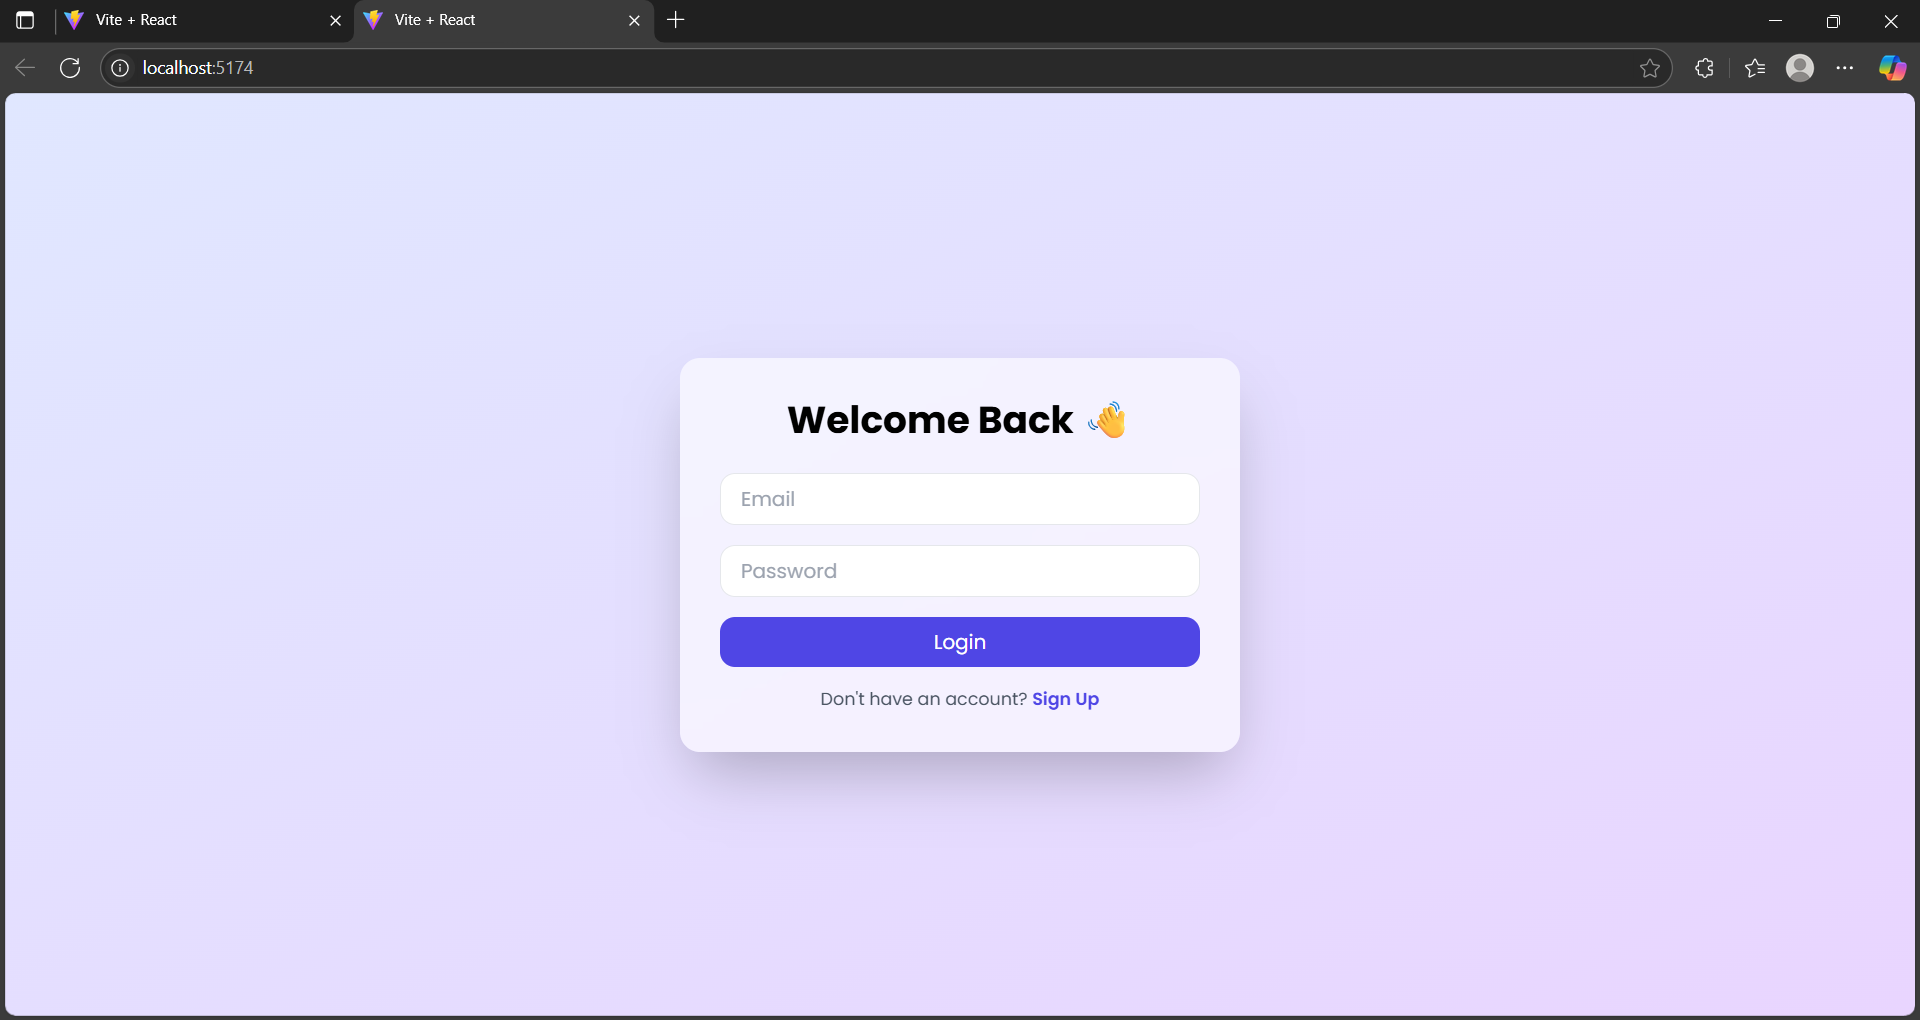 Vite + React
Vite + React
localhost:5174
Welcome Back 👋
Email
Password
Login
Don't have an account? Sign Up